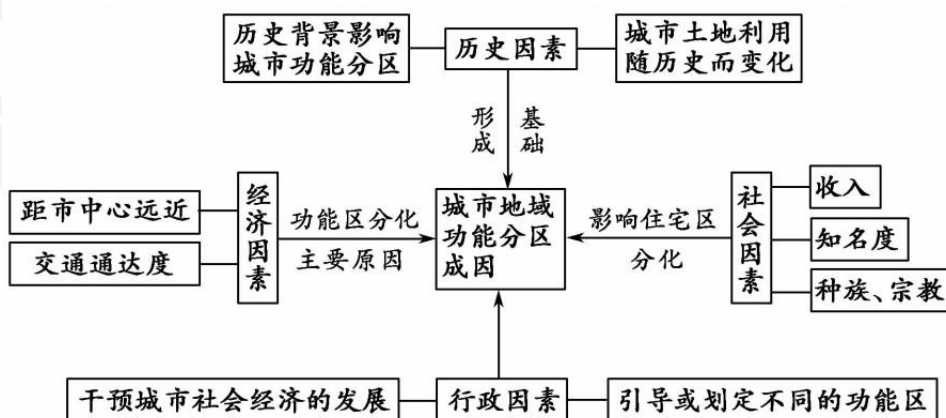 历史背景影响
城市功能分区
历史因素
城市土地利用
随历史而变化
形成
基础
距市中心远近
交通通达度
经济因素
功能区分化
主要原因
城市地域
功能分区
成因
影响住宅区
分化
社会因素
收入
知名度
种族、宗教
干预城市社会经济的发展
行政因素
引导或划定不同的功能区